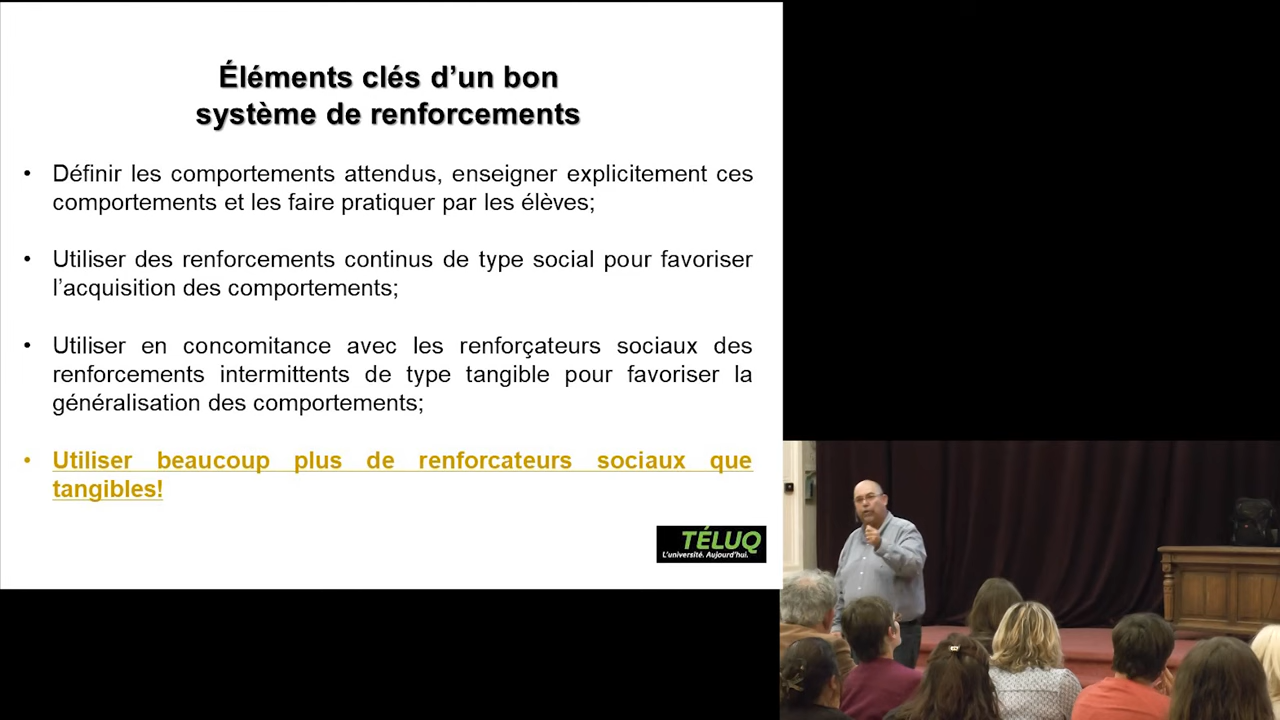 Éléments clés d’un bon
système de renforcements
• Définir les comportements attendus, enseigner explicitement ces
comportements et les faire pratiquer par les élèves;
• Utiliser des renforcements continus de type social pour favoriser
l’acquisition des comportements;
• Utiliser en concomitance avec les renforçateurs sociaux des
renforcements intermittents de type tangible pour favoriser la
généralisation des comportements;
• Utiliser beaucoup plus de renforcateurs sociaux que
tangibles!
TÉLUQ
L'université. Aujourd'hui.